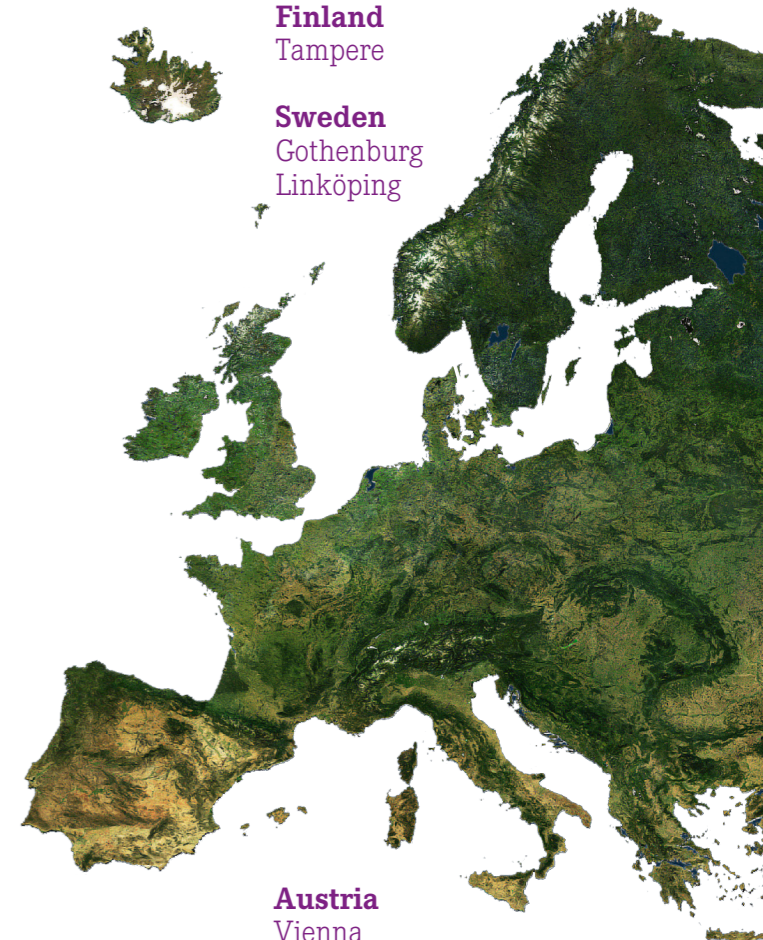 Finland
Tampere
Sweden
Gothenburg
Linköping
Austria
Vienna